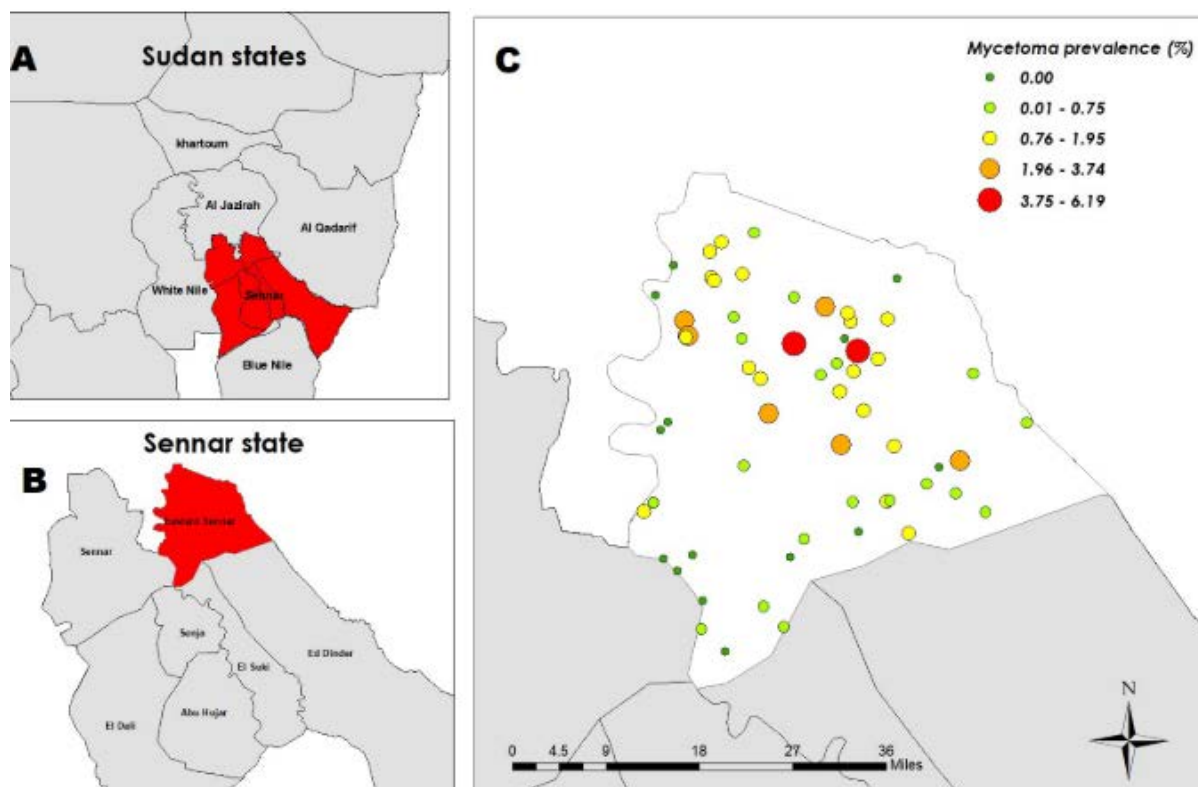 A
Sudan states
khartoum
Al Jazirah
Al Qadarif
White Nile
Sennar
Blue Nile
B
Sennar state
Sennar
Senja
Ed Dinder
El Suki
Abu Hujar
El Dali
C
Mycetoma prevalence (%)
0.00
0.01 - 0.75
0.76 - 1.95
1.96 - 3.74
3.75 - 6.19
N
0 4.5 9 18 27 36
Miles